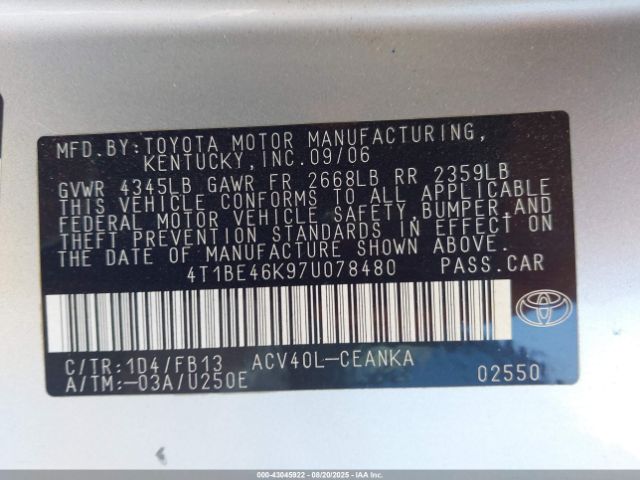 MFD.BY:TOYOTA MOTOR MANUFACTURING,
KENTUCKY,INC.09/06
GVWR 4345LB GAWR FR 2668LB RR 2359LB
THIS VEHICLE CONFORMS TO ALL APPLICABLE
FEDERAL MOTOR VEHICLE SAFETY,BUMPER,AND
THEFT PREVENTION STANDARDS IN EFFECT ON
THE DATE OF MANUFACTURE SHOWN ABOVE.
4T1BE46K97U078480 PASS.CAR
C/TR:1D4/FB13 ACV40L-CEANKA
A/TM:-03A/U250E 02550
000-43045922 - 08/20/2025 - IAAI.CA